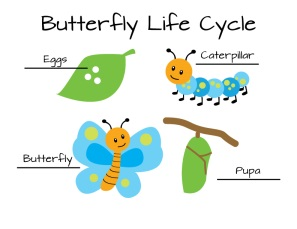 Butterfly Life Cycle
Eggs
Caterpillar
Butterfly
Pupa